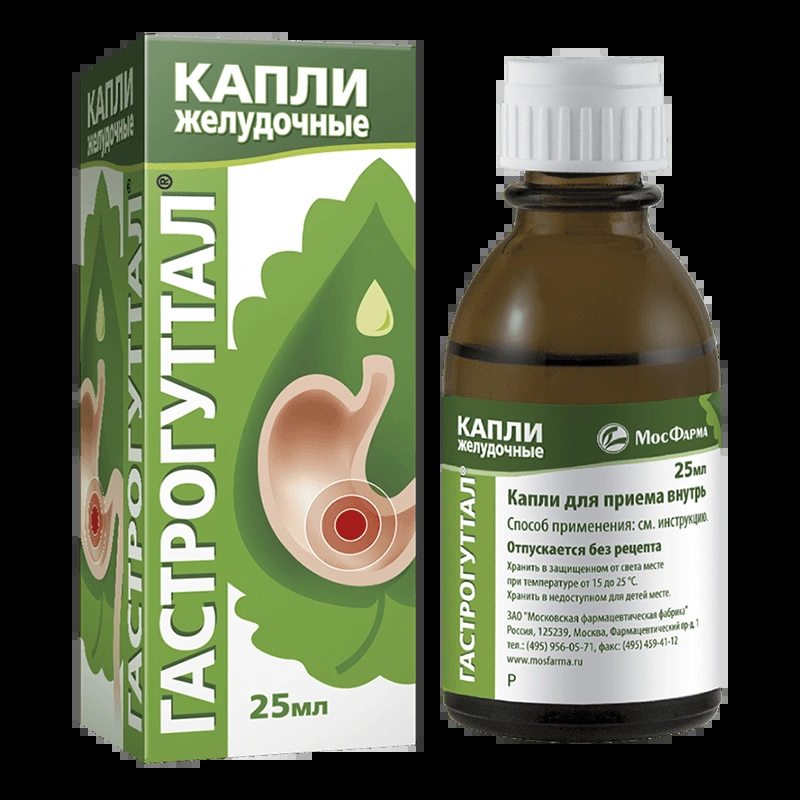 КАПЛИ
желудочные
ГАСТРОГУТТАЛ®
КАПЛИ
желудочные
ГАСТРОГУТТАЛ®
25мл
КАПЛИ
желудочные
МосФарма
ГАСТРОГУТТАЛ®
25мл
Капли для приема внутрь
Способ применения: см. инструкцию.
Отпускается без рецепта
Хранить в защищенном от света месте
при температуре от 15 до 25 °С.
Хранить в недоступном для детей месте.
ЗАО "Московская фармацевтическая фабрика"
Россия, 125239, Москва, Фармацевтический пр-д, 1
тел.: (495) 956-05-71, факс: (495) 459-41-12
www.mosfarma.ru
Р